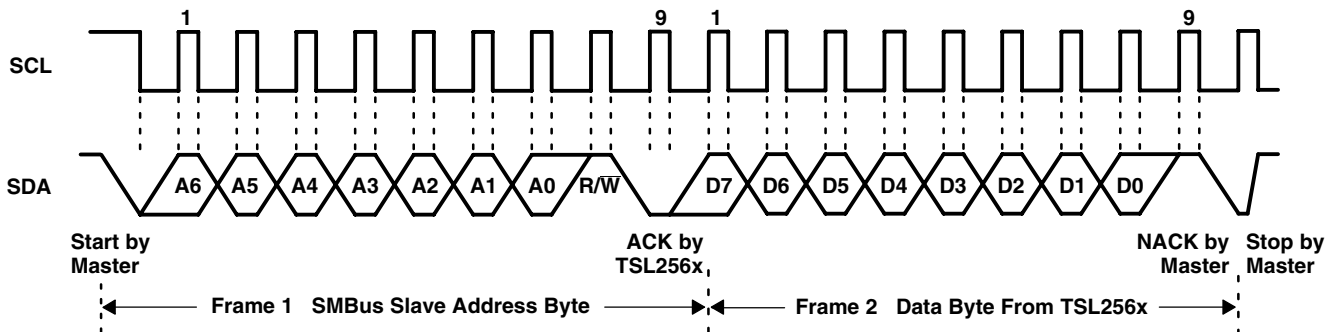 1 9 1 9
SCL
SDA
A6 A5 A4 A3 A2 A1 A0 R/W̅ D7 D6 D5 D4 D3 D2 D1 D0
Start by
Master
ACK by
TSL256x
NACK by
Master
Stop by
Master
Frame 1 SMBus Slave Address Byte
Frame 2 Data Byte From TSL256x